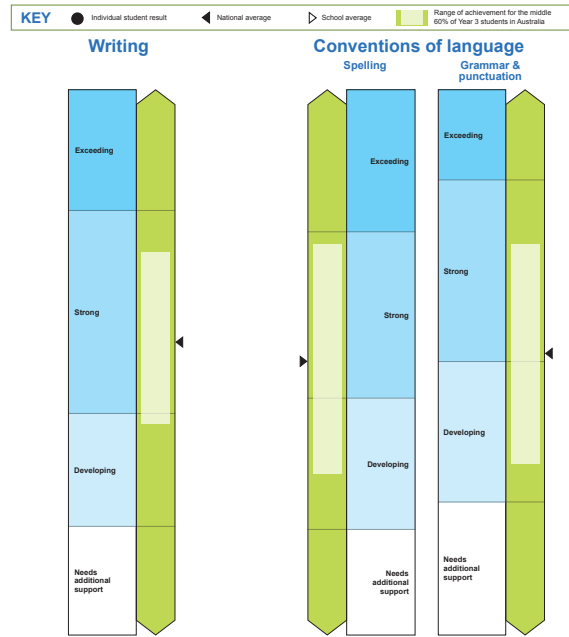 KEY
Individual student result
National average
School average
Range of achievement for the middle
60% of Year 3 students in Australia
Writing
Conventions of language
Spelling
Grammar &
punctuation
Exceeding
Strong
Developing
Needs
additional
support
Exceeding
Strong
Developing
Needs
additional
support
Exceeding
Strong
Developing
Needs
additional
support